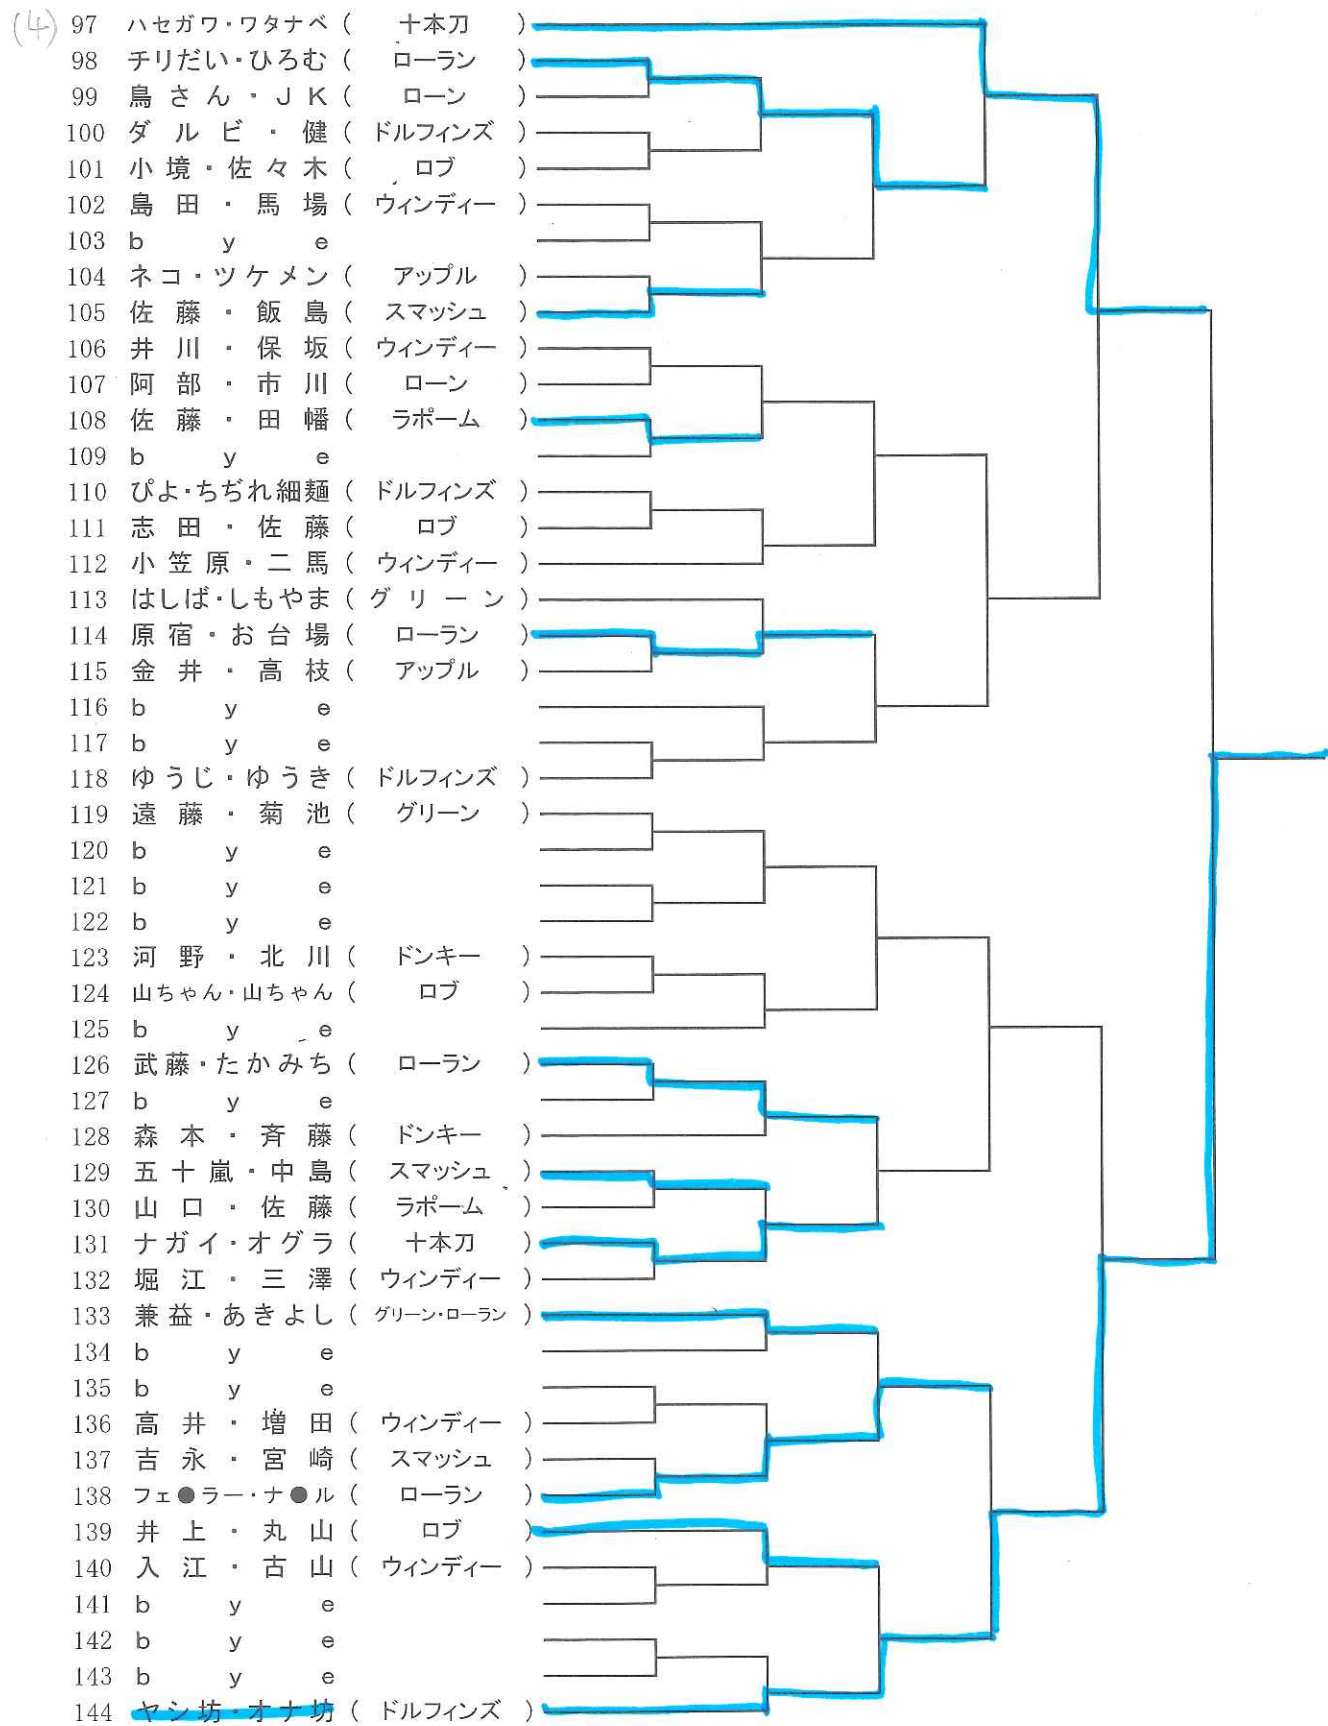 (4) 97 ハセガワ・ワタナベ ( 十本刀 )
98 チリだい・ひろむ ( ローラン )
99 鳥さん・JK ( ローン )
100 ダルビ・健 ( ドルフィンズ )
101 小境・佐々木 ( ロブ )
102 島田・馬場 ( ウィンディー )
103 bye
104 ネコ・ツケメン ( アップル )
105 佐藤・飯島 ( スマッシュ )
106 井川・保坂 ( ウィンディー )
107 阿部・市川 ( ローン )
108 佐藤・田幡 ( ラポーム )
109 bye
110 ぴよ・ちぢれ細麺 ( ドルフィンズ )
111 志田・佐藤 ( ロブ )
112 小笠原・二馬 ( ウィンディー )
113 はしば・しもやま ( グリーン )
114 原宿・お台場 ( ローラン )
115 金井・高枝 ( アップル )
116 bye
117 bye
118 ゆうじ・ゆうき ( ドルフィンズ )
119 遠藤・菊池 ( グリーン )
120 bye
121 bye
122 bye
123 河野・北川 ( ドンキー )
124 山ちゃん・山ちゃん ( ロブ )
125 bye
126 武藤・たかみち ( ローラン )
127 bye
128 森本・斉藤 ( ドンキー )
129 五十嵐・中島 ( スマッシュ )
130 山口・佐藤 ( ラポーム )
131 ナガイ・オグラ ( 十本刀 )
132 堀江・三澤 ( ウィンディー )
133 兼益・あきよし ( グリーン・ローラン )
134 bye
135 bye
136 高井・増田 ( ウィンディー )
137 吉永・宮崎 ( スマッシュ )
138 フェ●ラー・ナ●ル ( ローラン )
139 井上・丸山 ( ロブ )
140 入江・古山 ( ウィンディー )
141 bye
142 bye
143 bye
144 ヤシ坊・オナ坊 ( ドルフィンズ )